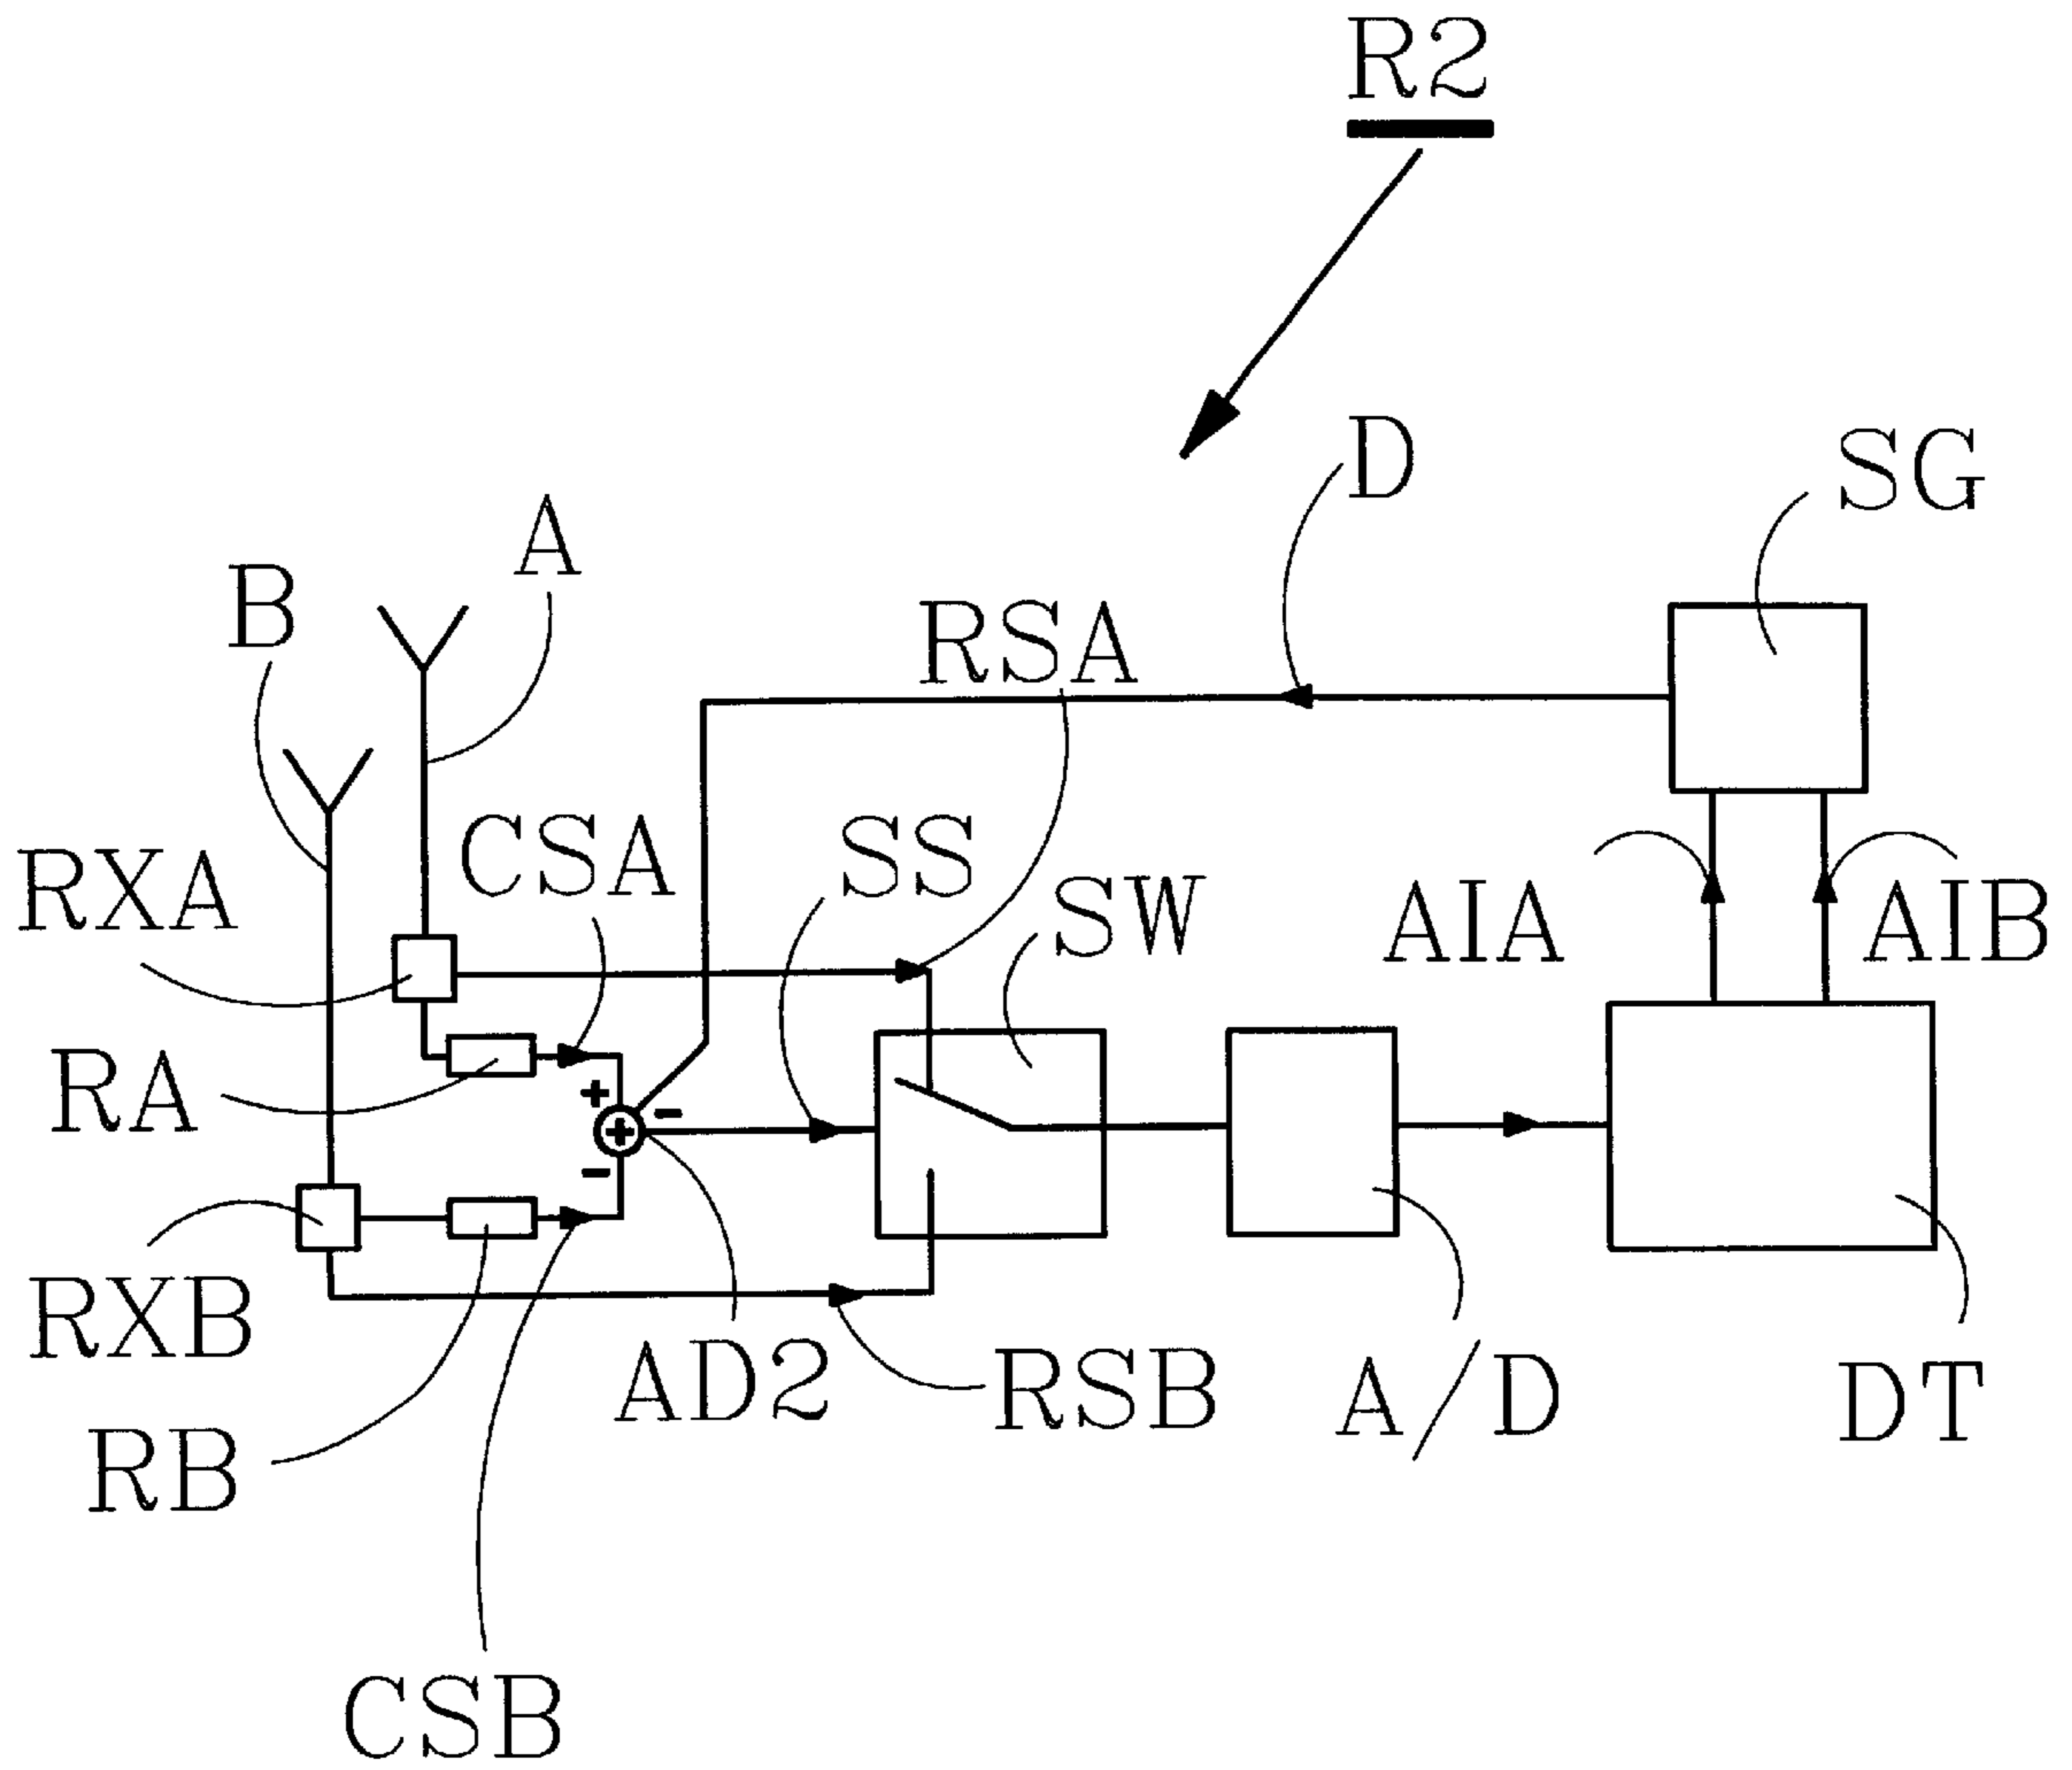 R2
D
SG
A
B
RSA
CSA
SS
RXA
SW
AIA
AIB
RA
+
-
+
-
RXB
AD2
RSB
A/D
DT
RB
CSB